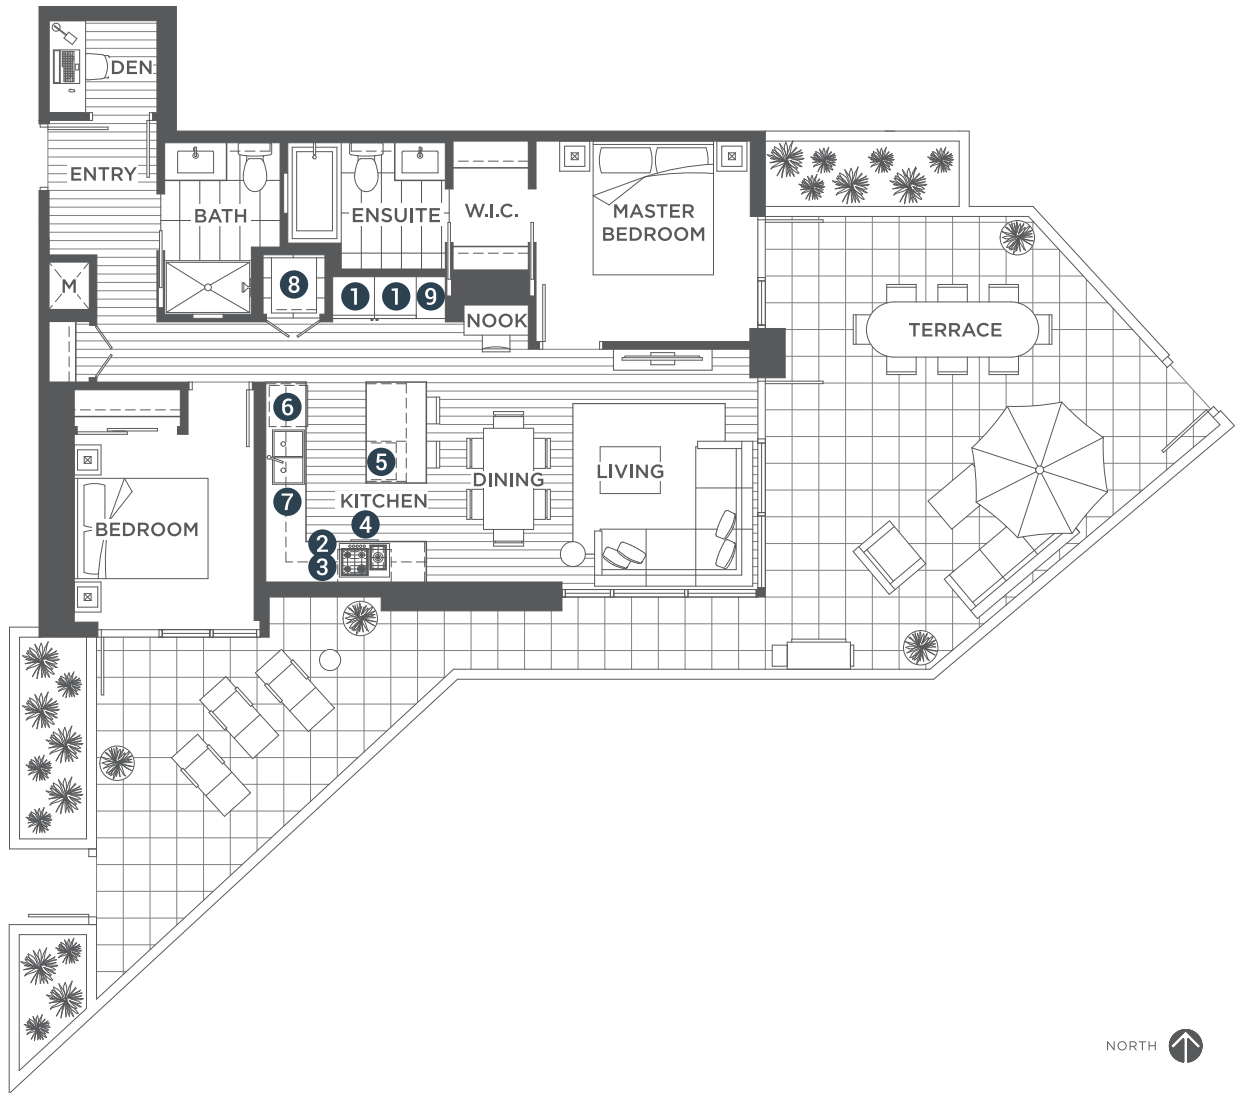 DEN
ENTRY
BATH
ENSUITE
W.I.C.
MASTER
BEDROOM
M
8
1
1
9
NOOK
TERRACE
6
5
DINING
LIVING
7
KITCHEN
4
2
3
BEDROOM
NORTH